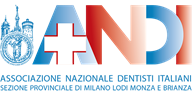 ANDI
ASSOCIAZIONE NAZIONALE DENTISTI ITALIANI
SEZIONE PROVINCIALE DI MILANO LODI MONZA E BRIANZA